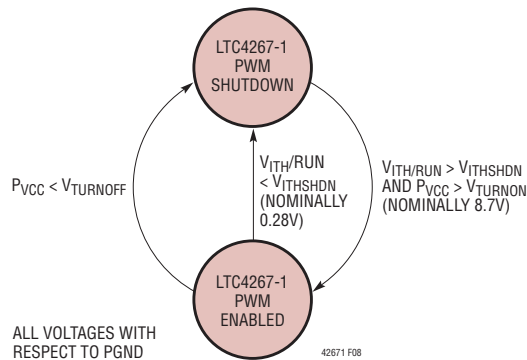 LTC4267-1
PWM
SHUTDOWN
PVCC < VTURNOFF
VITH/RUN
< VITHSHDN
(NOMINALLY
0.28V)
VITH/RUN > VITHSHDN
AND PVCC > VTURNON
(NOMINALLY 8.7V)
LTC4267-1
PWM
ENABLED
ALL VOLTAGES WITH
RESPECT TO PGND
42671 F08